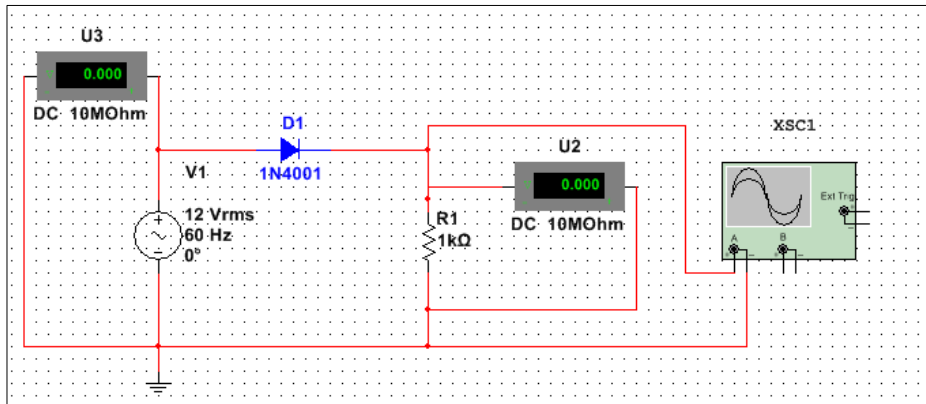 U3
0.000
DC 10MOhm
D1
1N4001
V1
12 Vrms
60 Hz
0°
R1
1kΩ
U2
0.000
DC 10MOhm
XSC1
Ext Trig
A
B